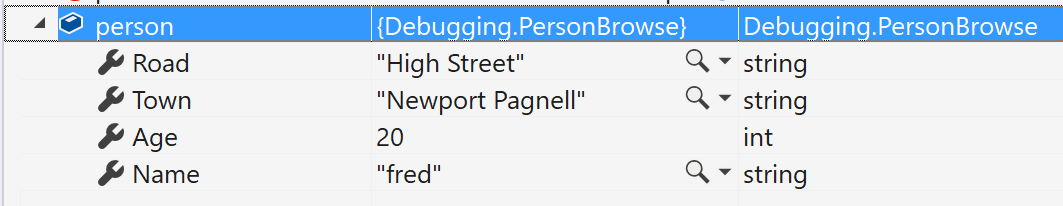 person {Debugging.PersonBrowse} Debugging.PersonBrowse
Road "High Street" string
Town "Newport Pagnell" string
Age 20 int
Name "fred" string